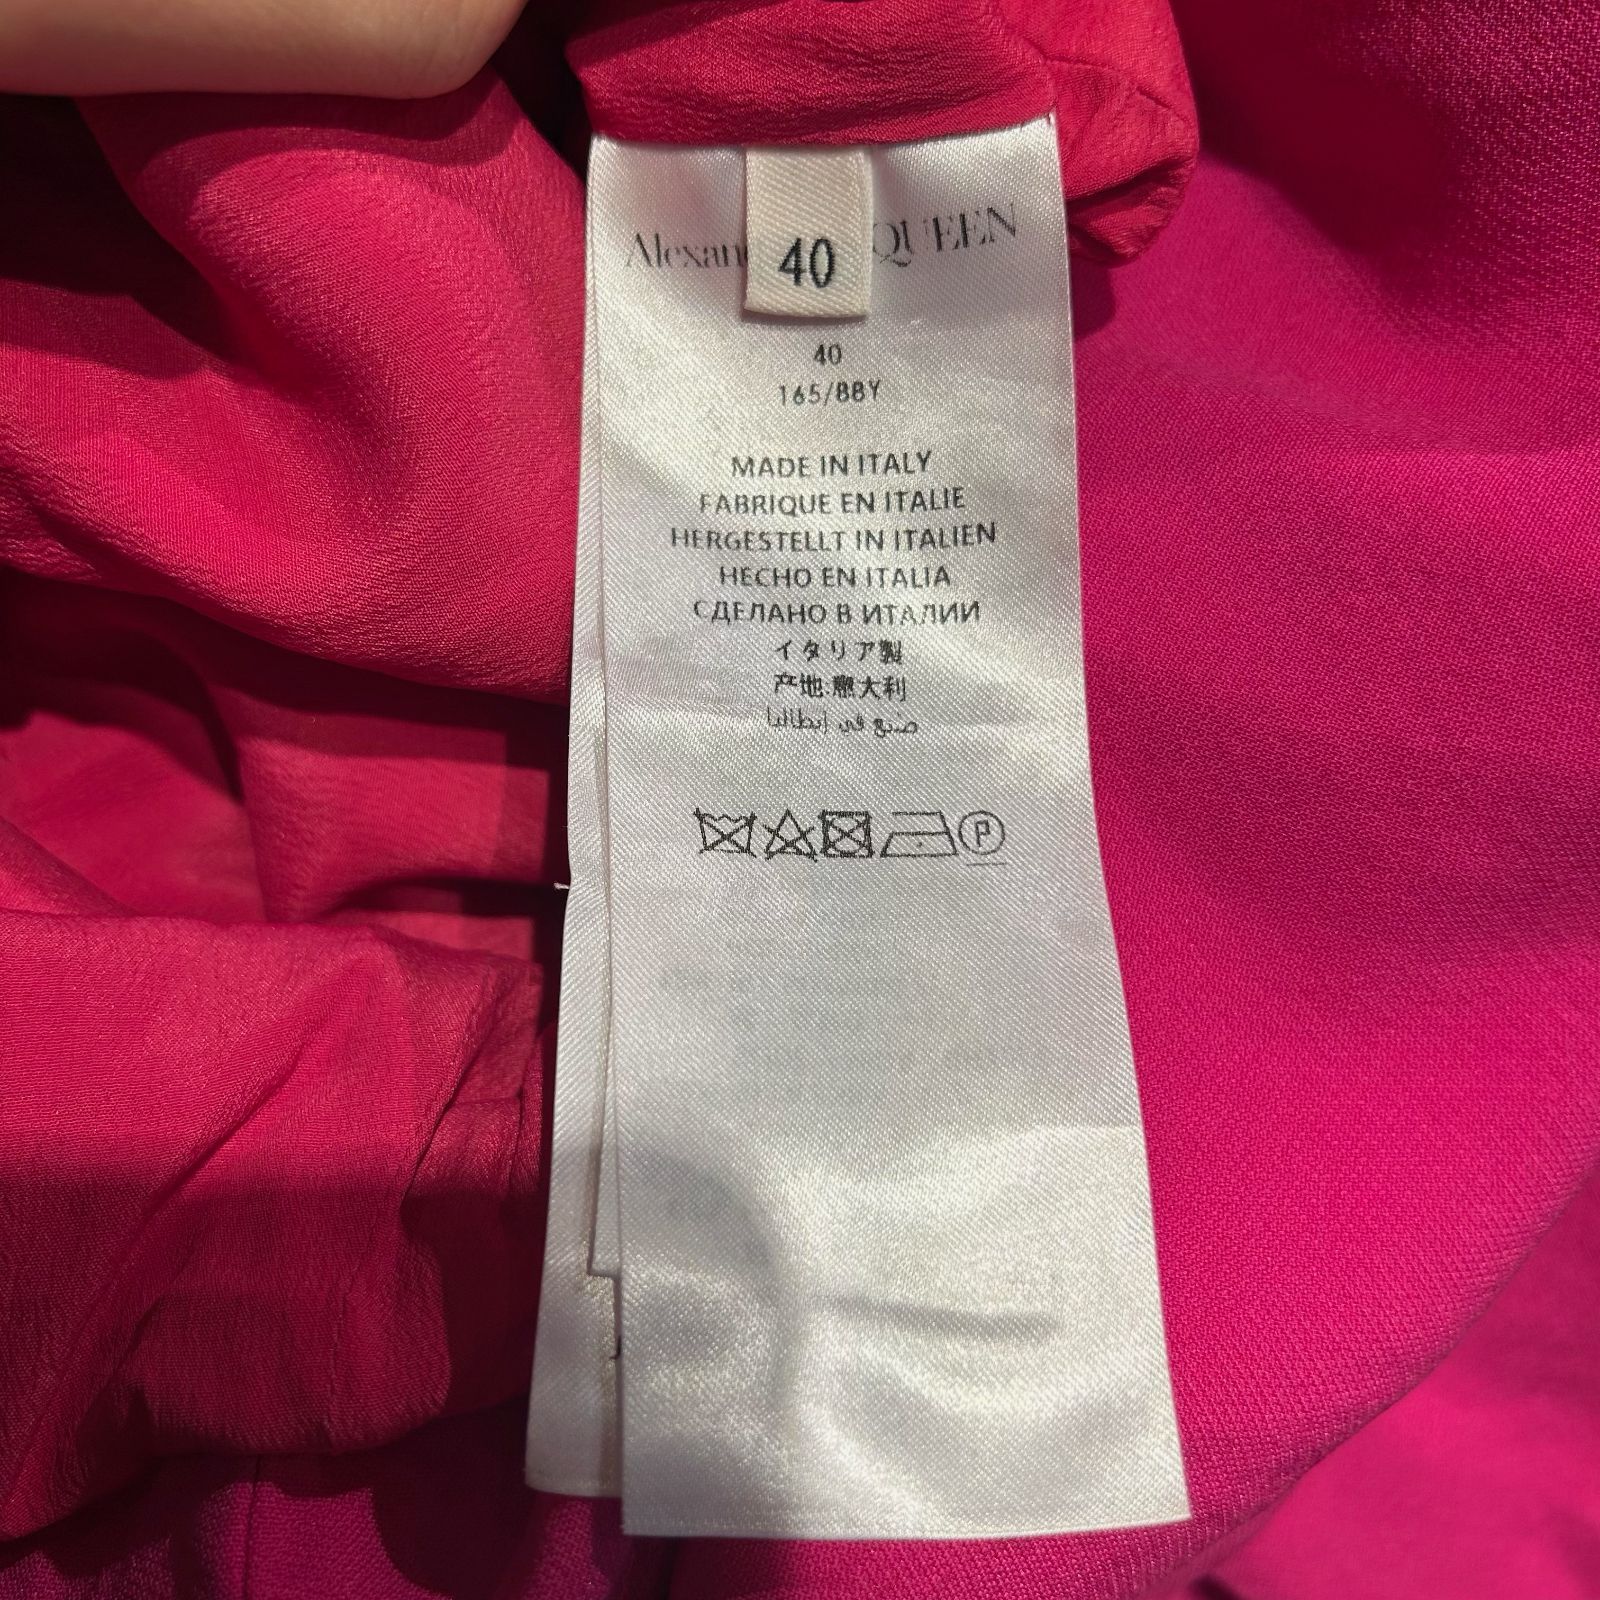 Alexan QUEEN
40
40
165/88Y
MADE IN ITALY
FABRIQUE EN ITALIE
HERGESTELLT IN ITALIEN
HECHO EN ITALIA
СДЕЛАНО В ИТАЛИИ
イタリア製
产地:意大利
صنع في إيطاليا
P